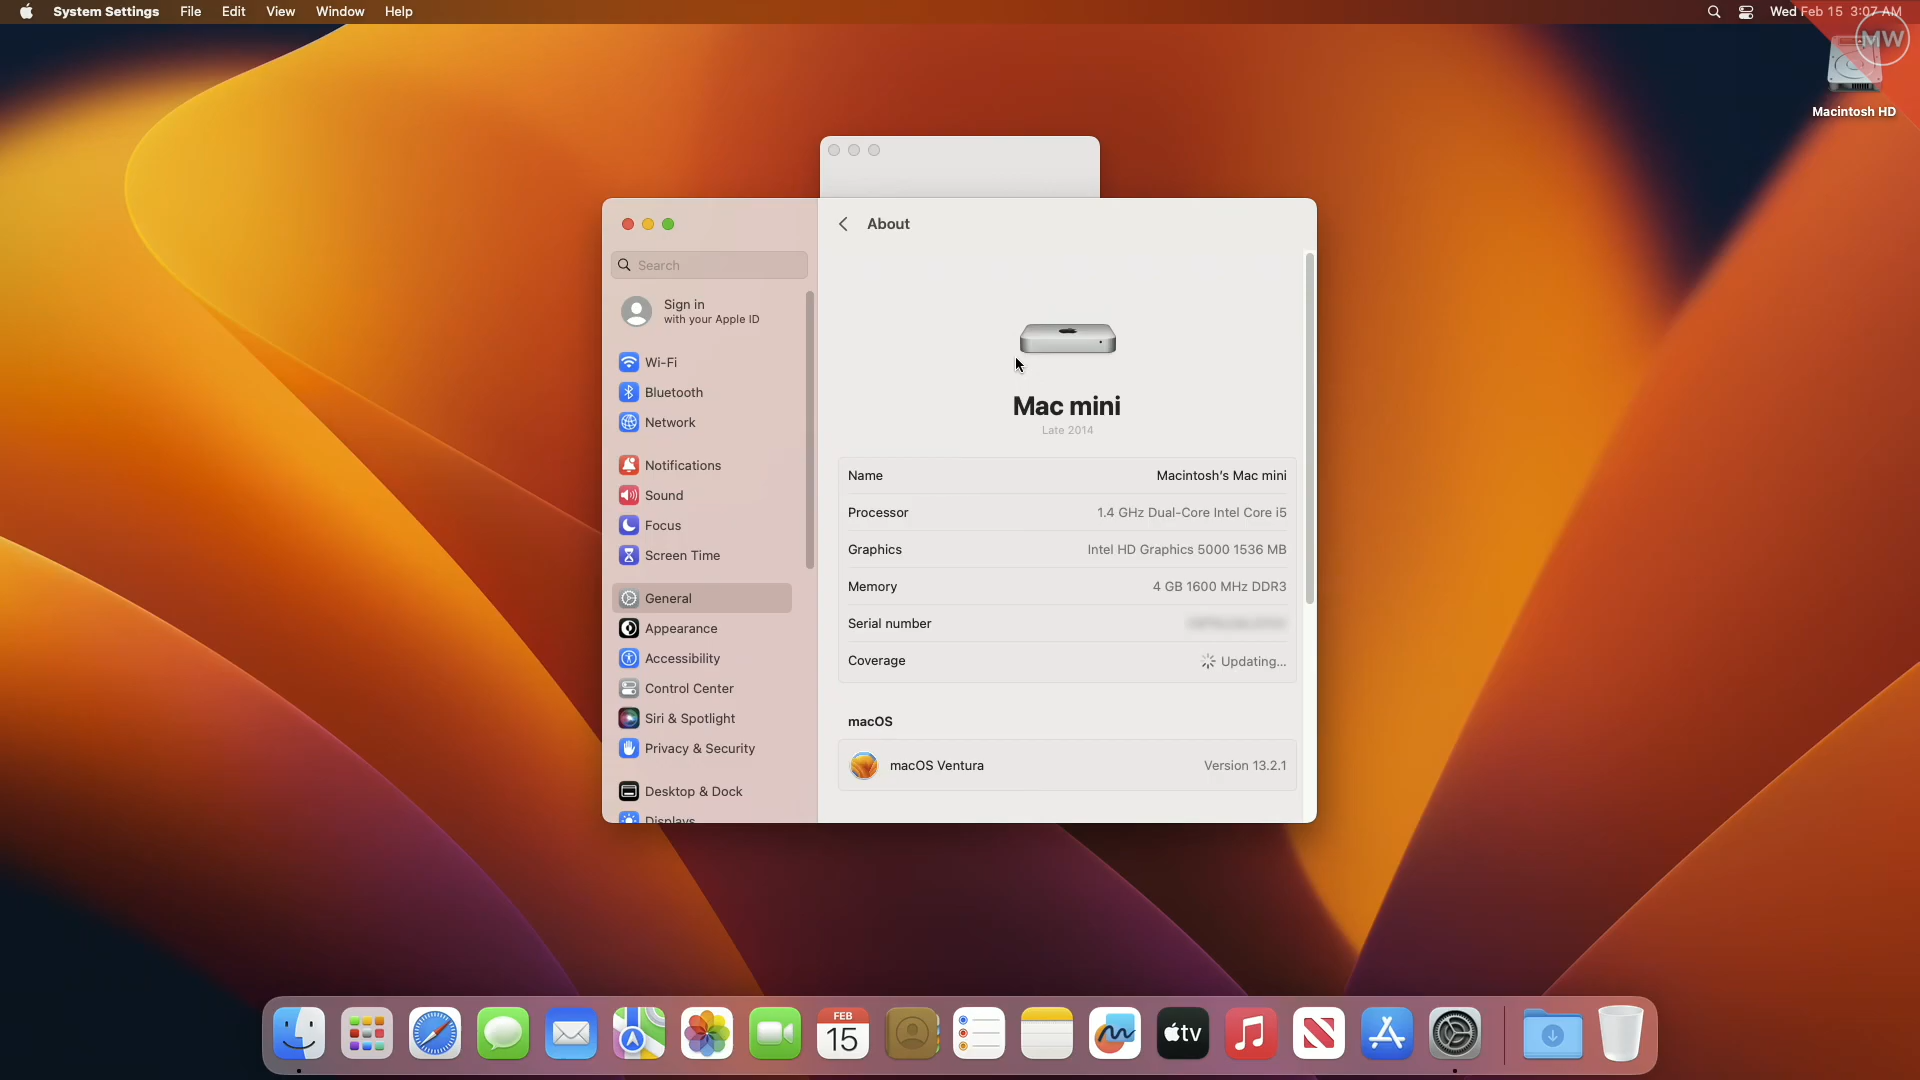 System Settings File Edit View Window Help
Wed Feb 15 3:07 AM
MW
Macintosh HD
About
Search
Sign in
with your Apple ID
Wi-Fi
Bluetooth
Network
Notifications
Sound
Focus
Screen Time
General
Appearance
Accessibility
Control Center
Siri & Spotlight
Privacy & Security
Desktop & Dock
Displays
Mac mini
Late 2014
Name Macintosh's Mac mini
Processor 1.4 GHz Dual-Core Intel Core i5
Graphics Intel HD Graphics 5000 1536 MB
Memory 4 GB 1600 MHz DDR3
Serial number
Coverage Updating...
macOS
macOS Ventura Version 13.2.1
FEB
15
tv